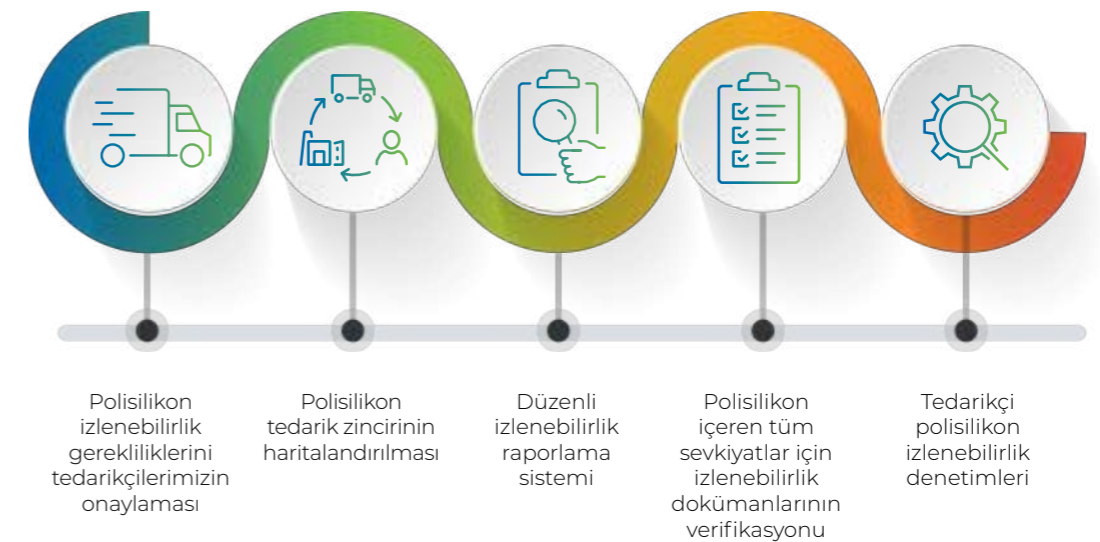 Polisilikon
izlenebilirlik
gerekliliklerini
tedarikçilerimizin
onaylaması
Polisilikon
tedarik zincirinin
haritalandırılması
Düzenli
izlenebilirlik
raporlama
sistemi
Polisilikon
içeren tüm
sevkiyatlar için
izlenebilirlik
dokümanlarının
verifikasyonu
Tedarikçi
polisilikon
izlenebilirlik
denetimleri